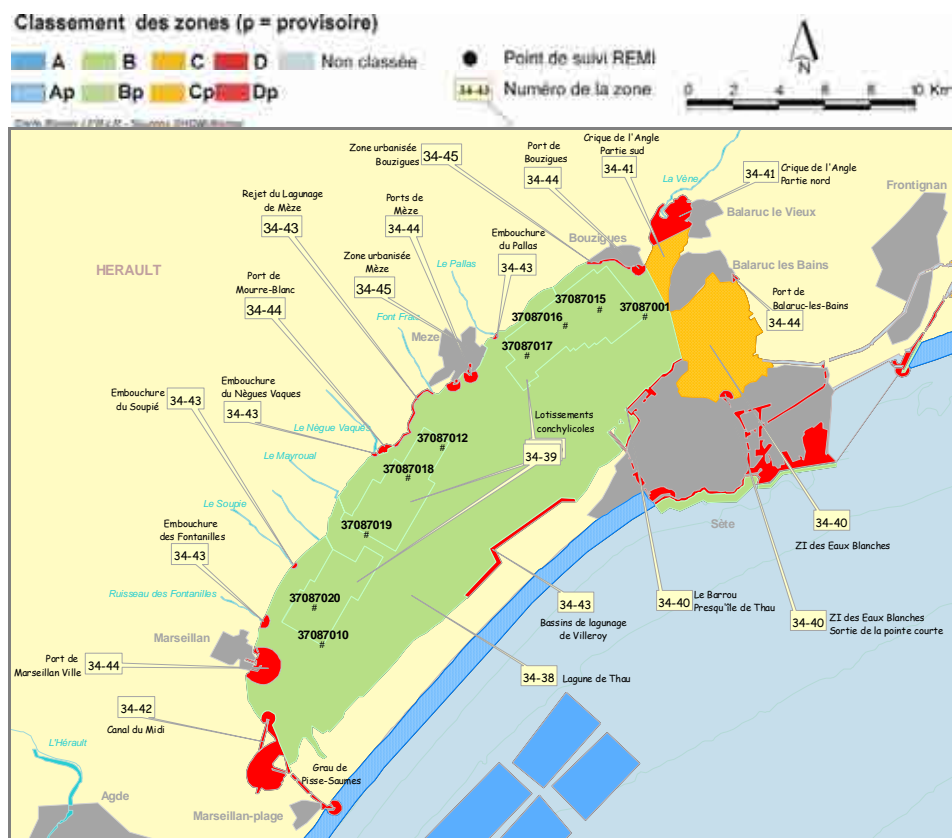 Classement des zones (p = provisoire)
A B C D Non classée
Ap Bp Cp Dp
Point de suivi REMI
34-43 Numéro de la zone
N
0 2 4 6 8 10 Km
Zone urbanisée
Bouzigues
34-45
Port de
Bouzigues
34-44
Crique de l'Angle
Partie sud
34-41
La Vène
34-41
Crique de l'Angle
Partie nord
Frontignan
Balaruc le Vieux
Rejet du Lagunage
de Mèze
34-43
Ports de
Mèze
34-44
Embouchure
du Pallas
34-43
Bouzigues
Balaruc les Bains
HERAULT
Zone urbanisée
Mèze
34-45
Le Pallas
Port de
Mourre-Blanc
34-44
Port de
Balaruc-les-Bains
34-44
37087015
#
37087016
#
37087001
#
37087017
#
Meze
Embouchure
du Soupié
34-43
Embouchure
du Nègues Vaques
34-43
Le Nègue Vaques
Lotissements
conchylicoles
34-39
37087012
#
37087018
#
Le Mayroual
Le Soupie
37087019
#
Embouchure
des Fontanilles
34-43
34-40
ZI des Eaux Blanches
Sète
Ruisseau des Fontanilles
37087020
#
37087010
#
34-43
Bassins de lagunage
de Villeroy
34-40
Le Barrou
Presqu'île de Thau
34-40
ZI des Eaux Blanches
Sortie de la pointe courte
Marseillan
Port de
Marseillan Ville
34-44
34-38
Lagune de Thau
34-42
Canal du Midi
L'Hérault
Grau de
Pisse-Saumes
Agde
Marseillan-plage